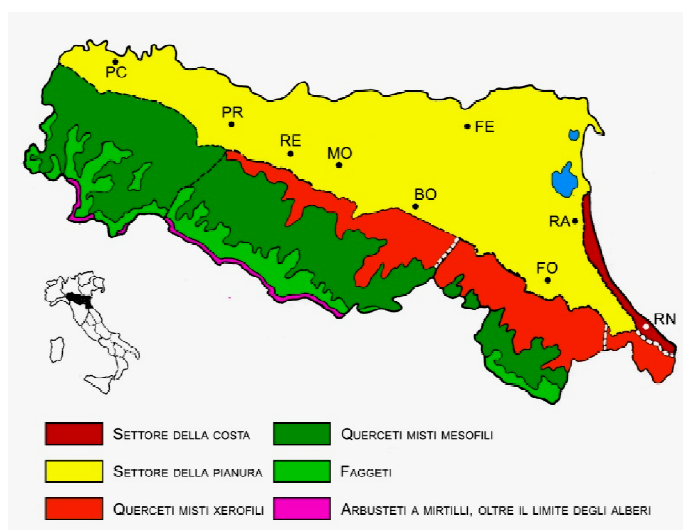 PC
PR
FE
RE
MO
BO
RA
FO
RN
SETTORE DELLA COSTA
QUERCETI MISTI MESOFILI
SETTORE DELLA PIANURA
FAGGETI
QUERCETI MISTI XEROFILI
ARBUSTETI A MIRTILLI, OLTRE IL LIMITE DEGLI ALBERI